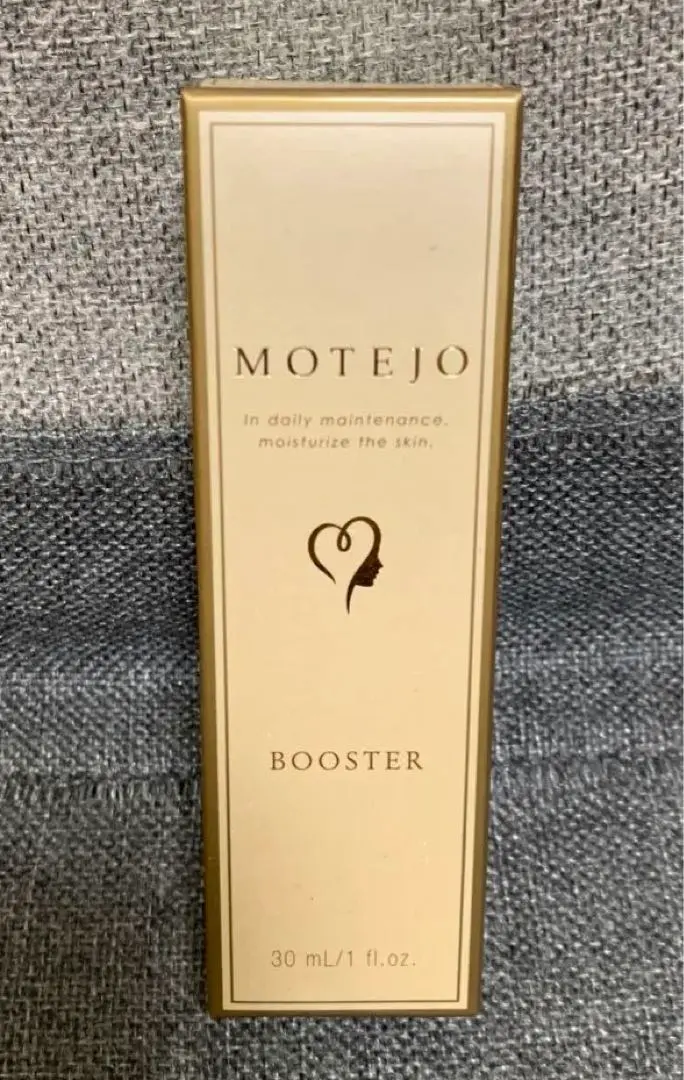 MOTEJO
In daily maintenance.
moisturize the skin.
BOOSTER
30 mL/1 fl.oz.